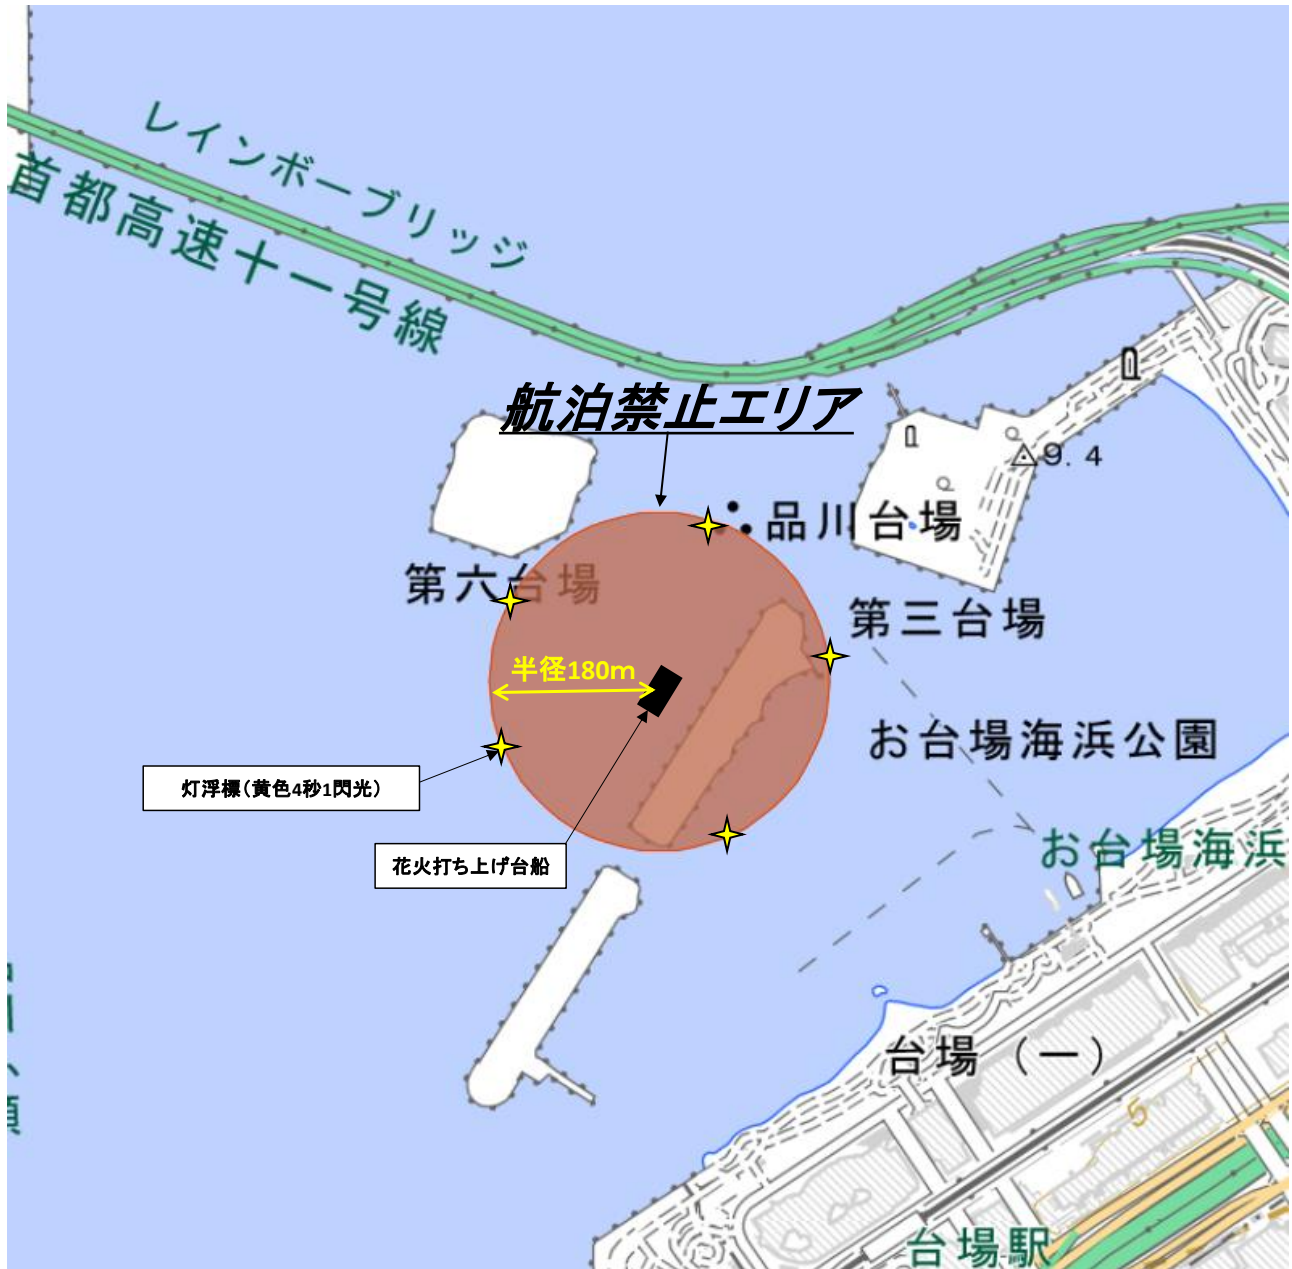 レインボーブリッジ
首都高速十一号線
航泊禁止エリア
9.4
品川台場
第六台場
第三台場
半径180m
お台場海浜公園
灯浮標(黄色4秒1閃光)
お台場海浜
花火打ち上げ台船
台場(一)
5
台場駅